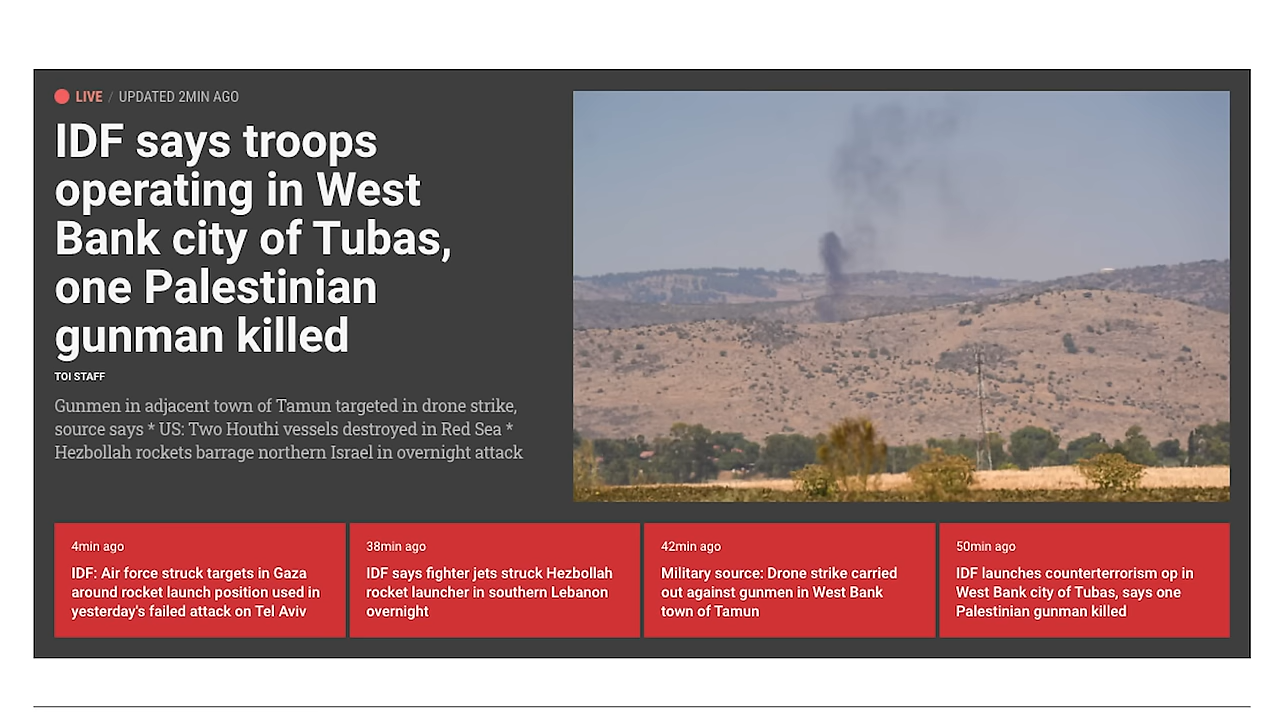 LIVE / UPDATED 2MIN AGO
IDF says troops
operating in West
Bank city of Tubas,
one Palestinian
gunman killed
TOI STAFF
Gunmen in adjacent town of Tamun targeted in drone strike,
source says * US: Two Houthi vessels destroyed in Red Sea *
Hezbollah rockets barrage northern Israel in overnight attack
4min ago
IDF: Air force struck targets in Gaza
around rocket launch position used in
yesterday's failed attack on Tel Aviv
38min ago
IDF says fighter jets struck Hezbollah
rocket launcher in southern Lebanon
overnight
42min ago
Military source: Drone strike carried
out against gunmen in West Bank
town of Tamun
50min ago
IDF launches counterterrorism op in
West Bank city of Tubas, says one
Palestinian gunman killed